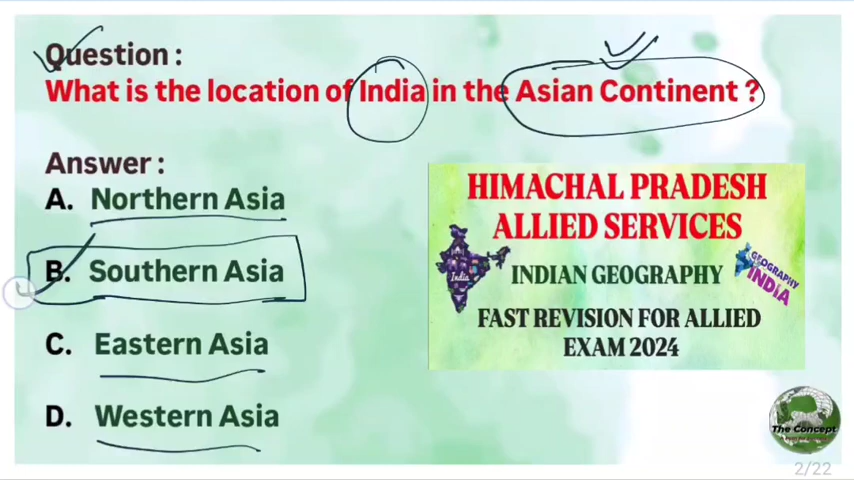 Question :
What is the location of India in the Asian Continent ?
Answer :
A. Northern Asia
B. Southern Asia
C. Eastern Asia
D. Western Asia
HIMACHAL PRADESH
ALLIED SERVICES
India
INDIAN GEOGRAPHY
GEOGRAPHY
INDIA
FAST REVISION FOR ALLIED
EXAM 2024
The Concept
2/22